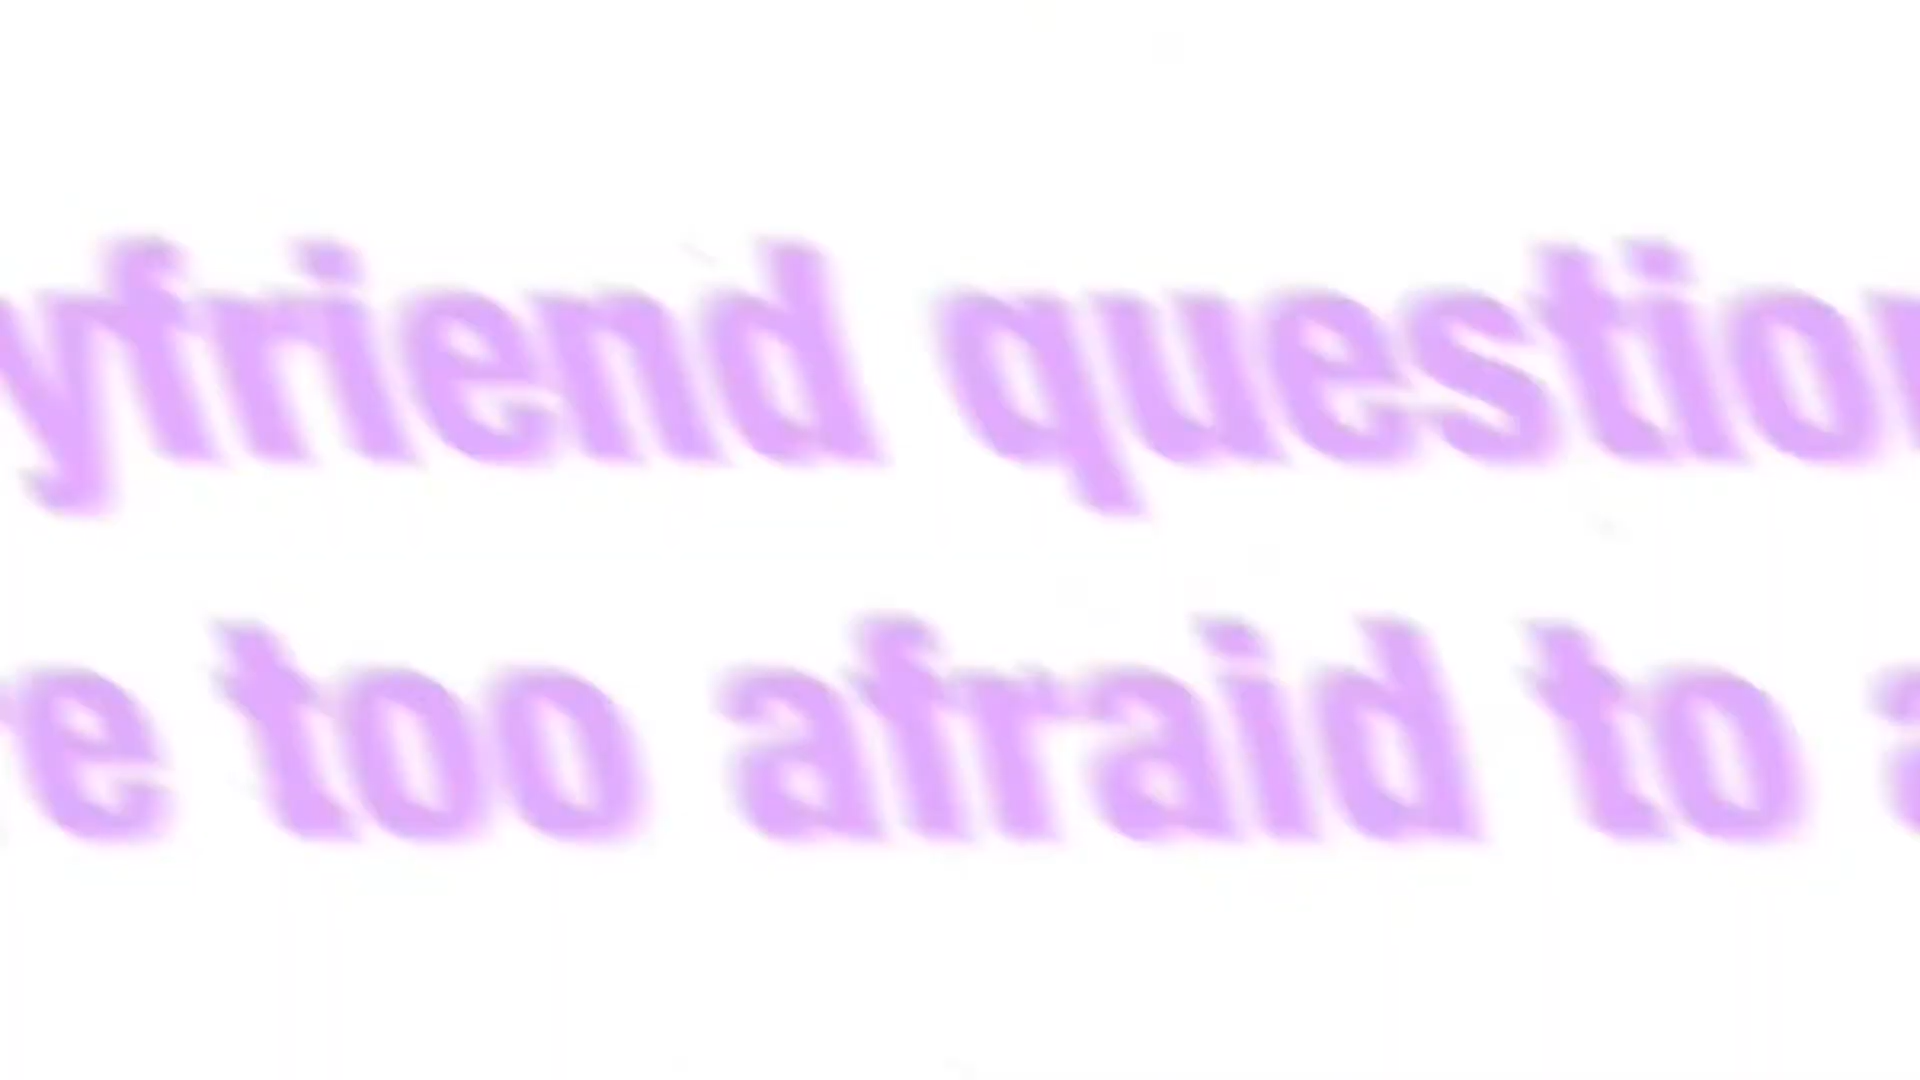 yfriend question
e too afraid to a